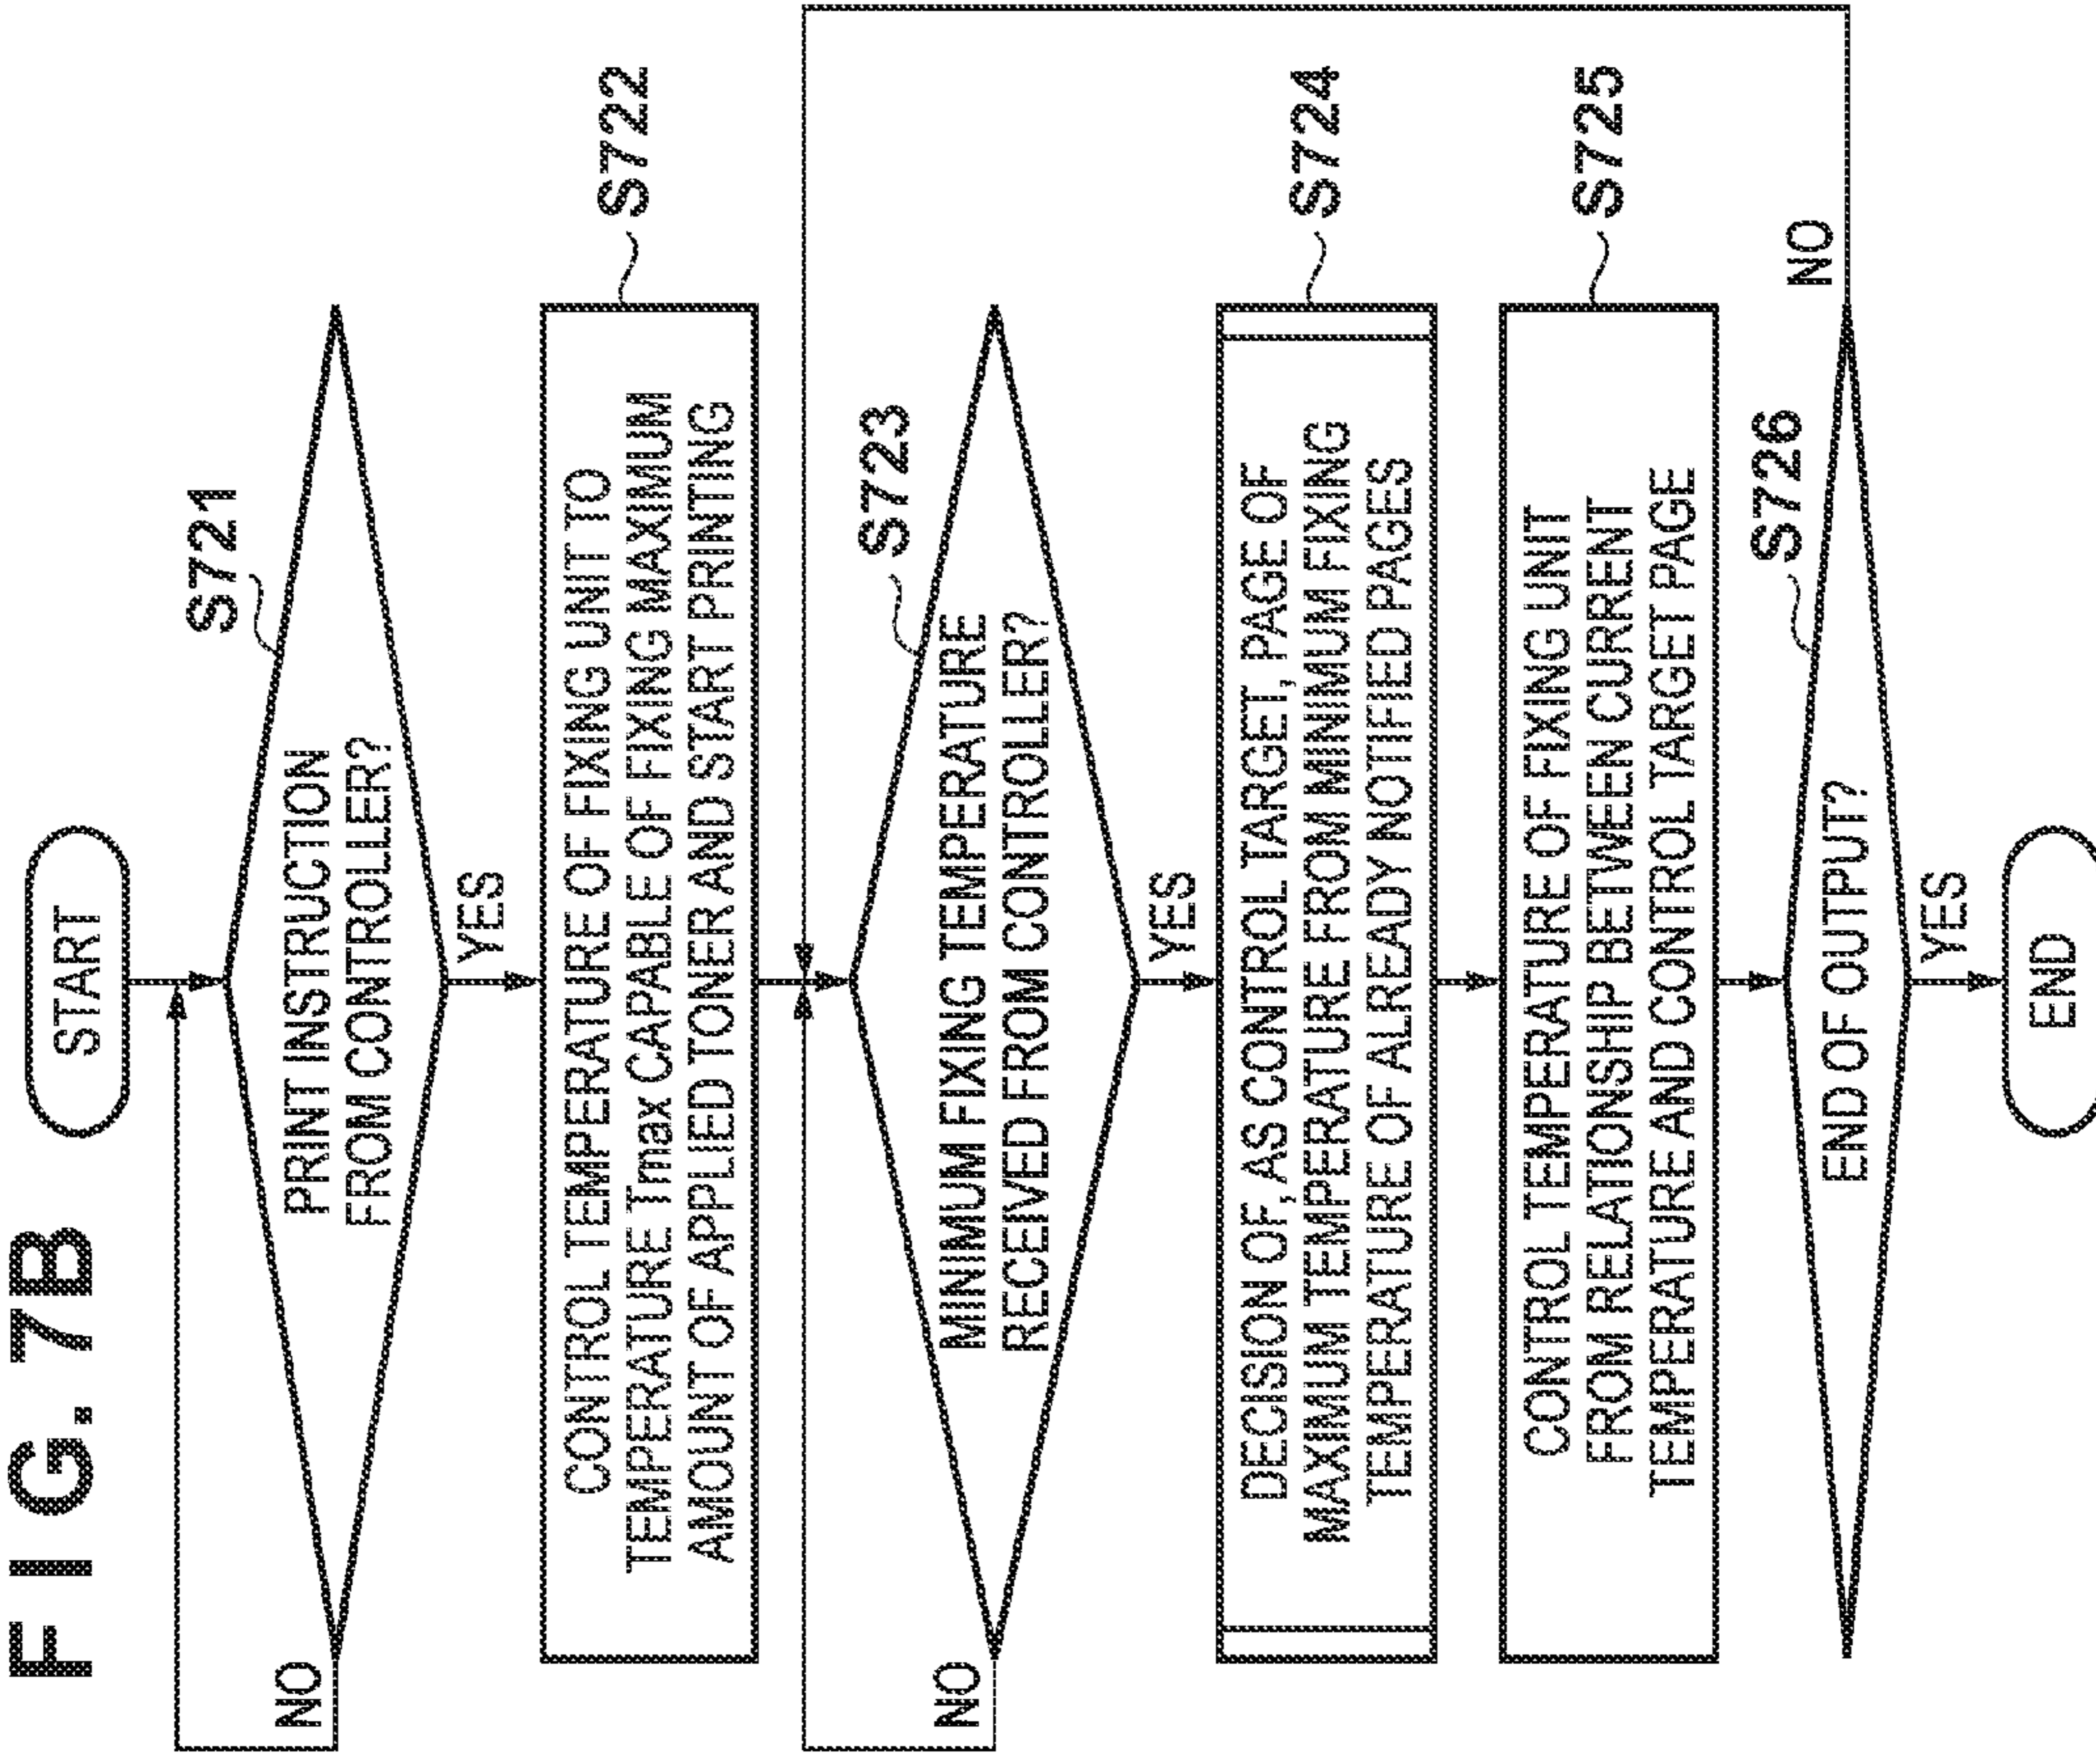 FIG. 7B
START
S721
PRINT INSTRUCTION
FROM CONTROLLER?
NO
YES
S722
CONTROL TEMPERATURE OF FIXING UNIT TO
TEMPERATURE Tmax CAPABLE OF FIXING MAXIMUM
AMOUNT OF APPLIED TONER AND START PRINTING
S723
MINIMUM FIXING TEMPERATURE
RECEIVED FROM CONTROLLER?
NO
YES
S724
DECISION OF, AS CONTROL TARGET, PAGE OF
MAXIMUM TEMPERATURE FROM MINIMUM FIXING
TEMPERATURE OF ALREADY NOTIFIED PAGES
S725
CONTROL TEMPERATURE OF FIXING UNIT
FROM RELATIONSHIP BETWEEN CURRENT
TEMPERATURE AND CONTROL TARGET PAGE
S726
END OF OUTPUT?
NO
YES
END